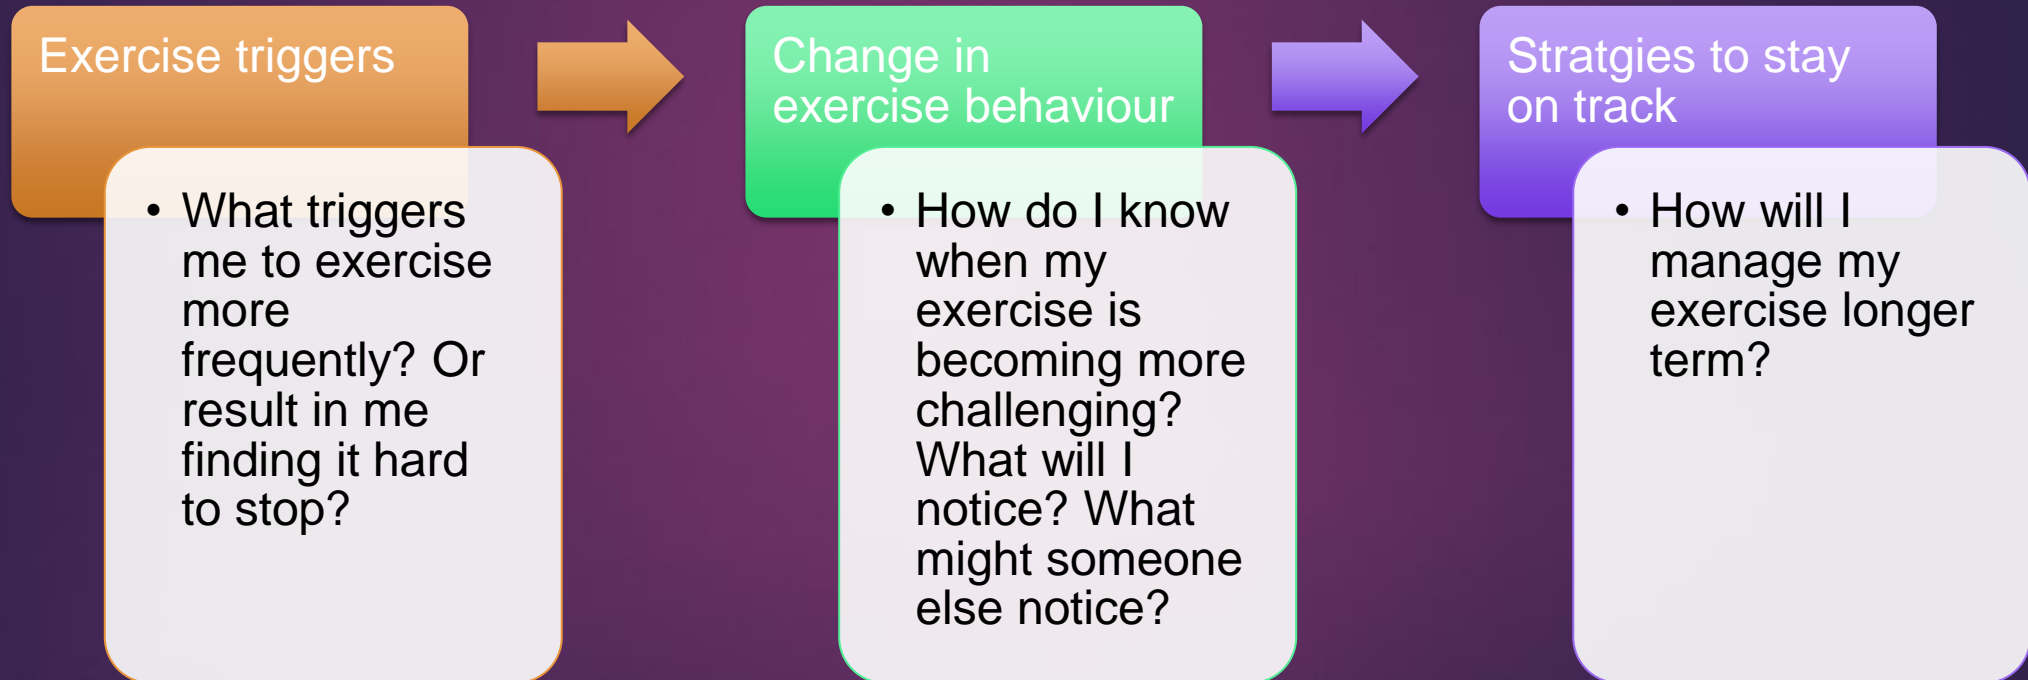 Exercise triggers
• What triggers
me to exercise
more
frequently? Or
result in me
finding it hard
to stop?
Change in
exercise behaviour
• How do I know
when my
exercise is
becoming more
challenging?
What will I
notice? What
might someone
else notice?
Stratgies to stay
on track
• How will I
manage my
exercise longer
term?